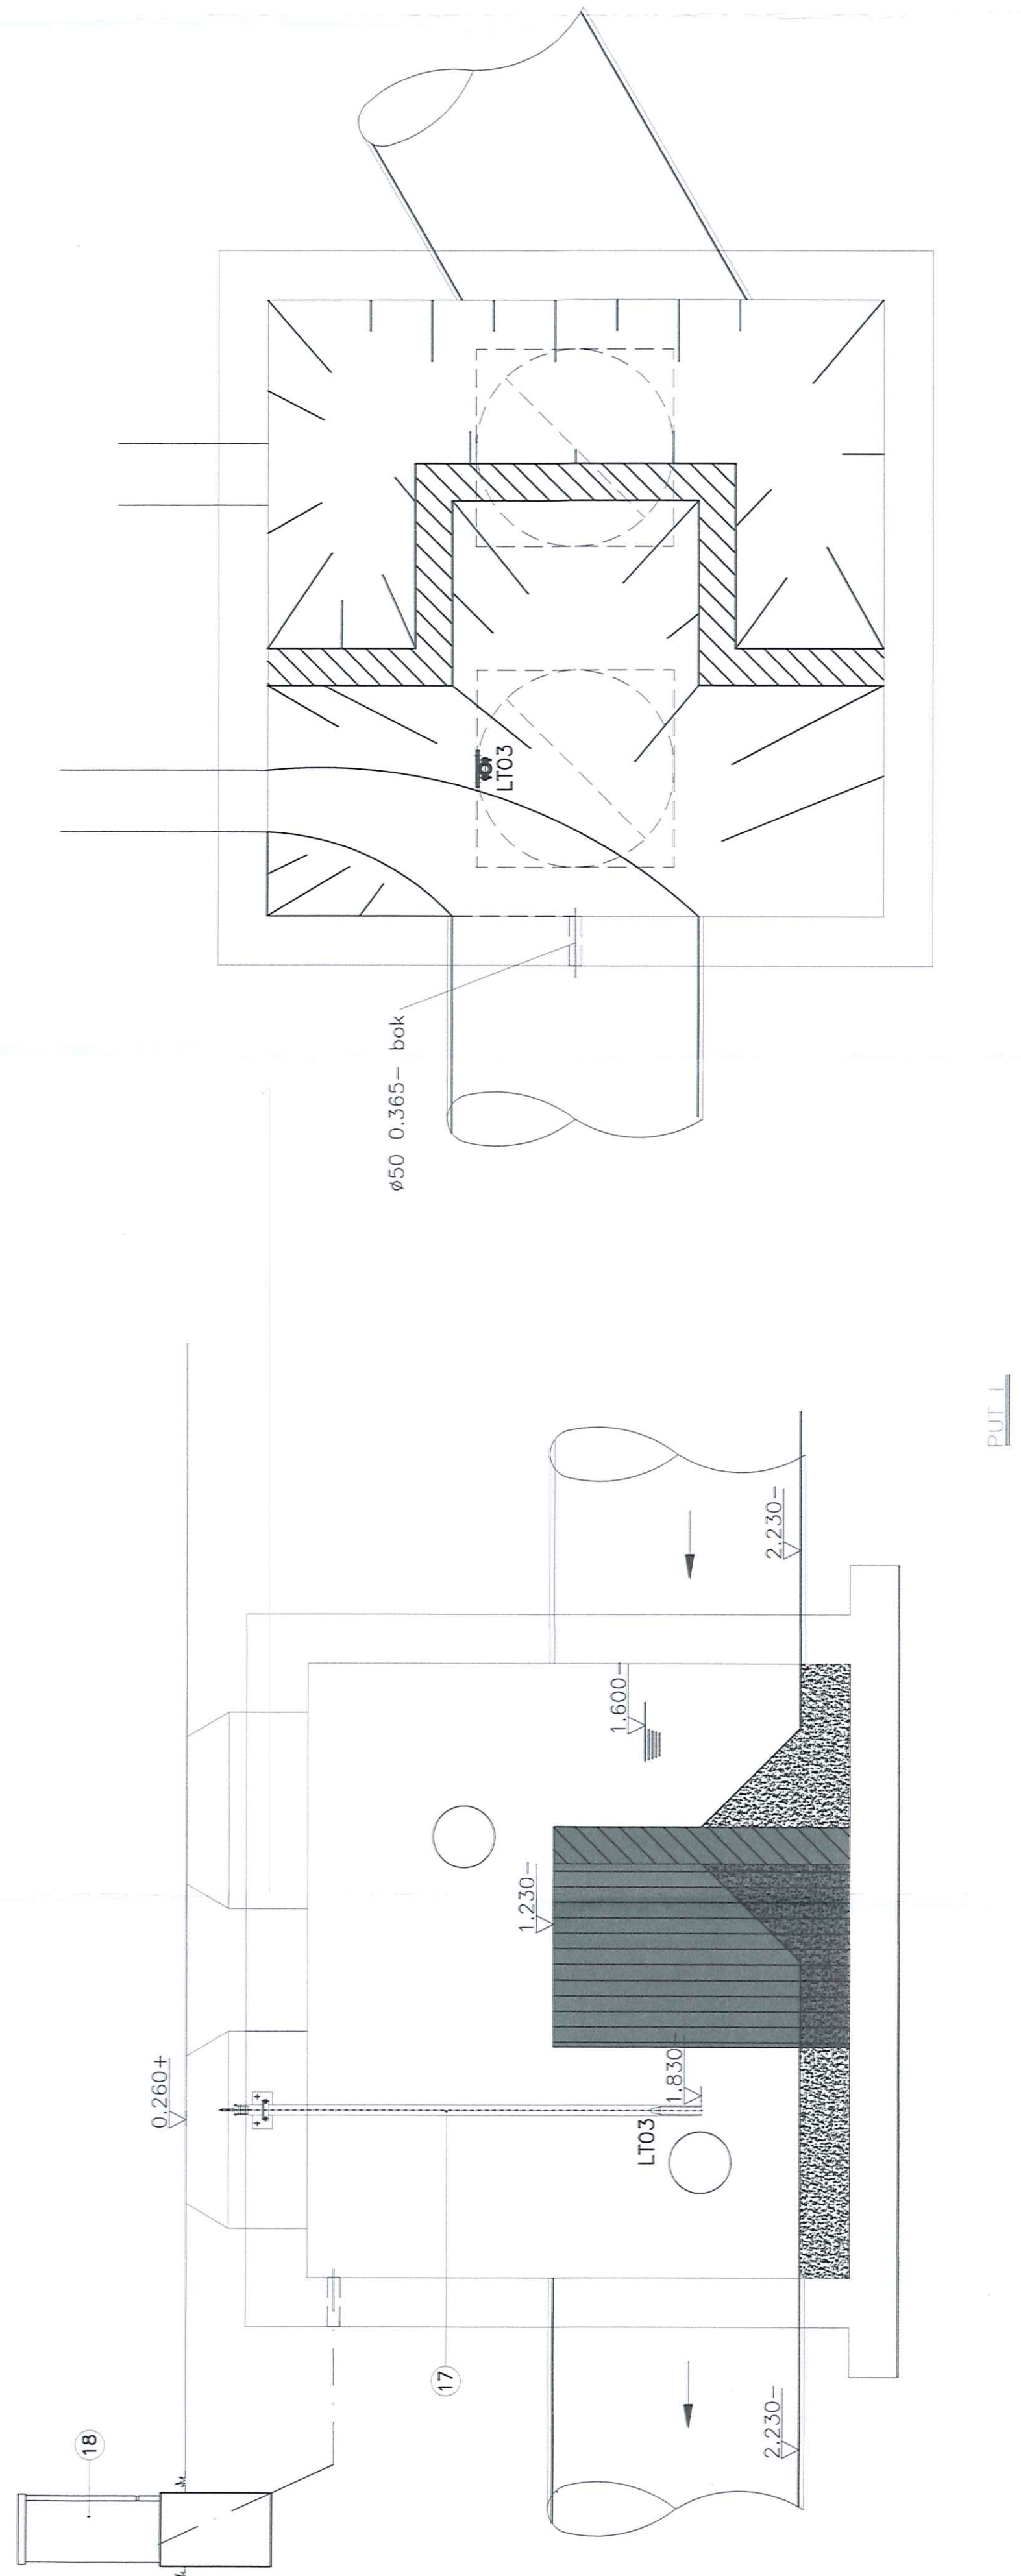 LT03
ø50 0.365- bok
PUT I
0.260+
1.230-
1.600-
2.230-
1.830-
LT03
17
2.230-
18